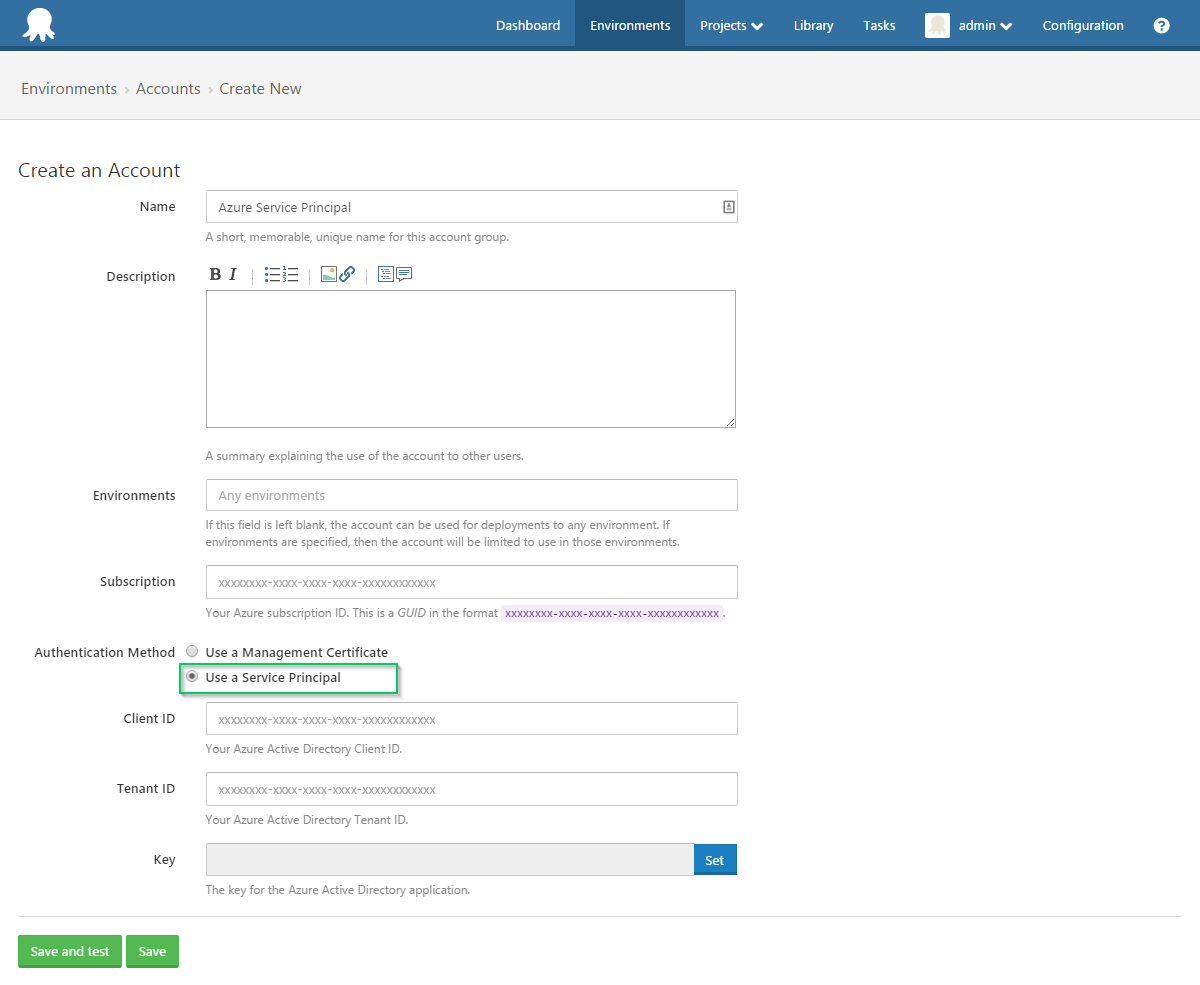 Dashboard Environments Projects Library Tasks admin Configuration ?
Environments › Accounts › Create New
Create an Account
Name Azure Service Principal
A short, memorable, unique name for this account group.
Description B I
A summary explaining the use of the account to other users.
Environments Any environments
If this field is left blank, the account can be used for deployments to any environment. If
environments are specified, then the account will be limited to use in those environments.
Subscription xxxxxxxx-xxxx-xxxx-xxxx-xxxxxxxxxxxx
Your Azure subscription ID. This is a GUID in the format xxxxxxxx-xxxx-xxxx-xxxx-xxxxxxxxxxxx.
Authentication Method Use a Management Certificate
Use a Service Principal
Client ID xxxxxxxx-xxxx-xxxx-xxxx-xxxxxxxxxxxx
Your Azure Active Directory Client ID.
Tenant ID xxxxxxxx-xxxx-xxxx-xxxx-xxxxxxxxxxxx
Your Azure Active Directory Tenant ID.
Key Set
The key for the Azure Active Directory application.
Save and test Save